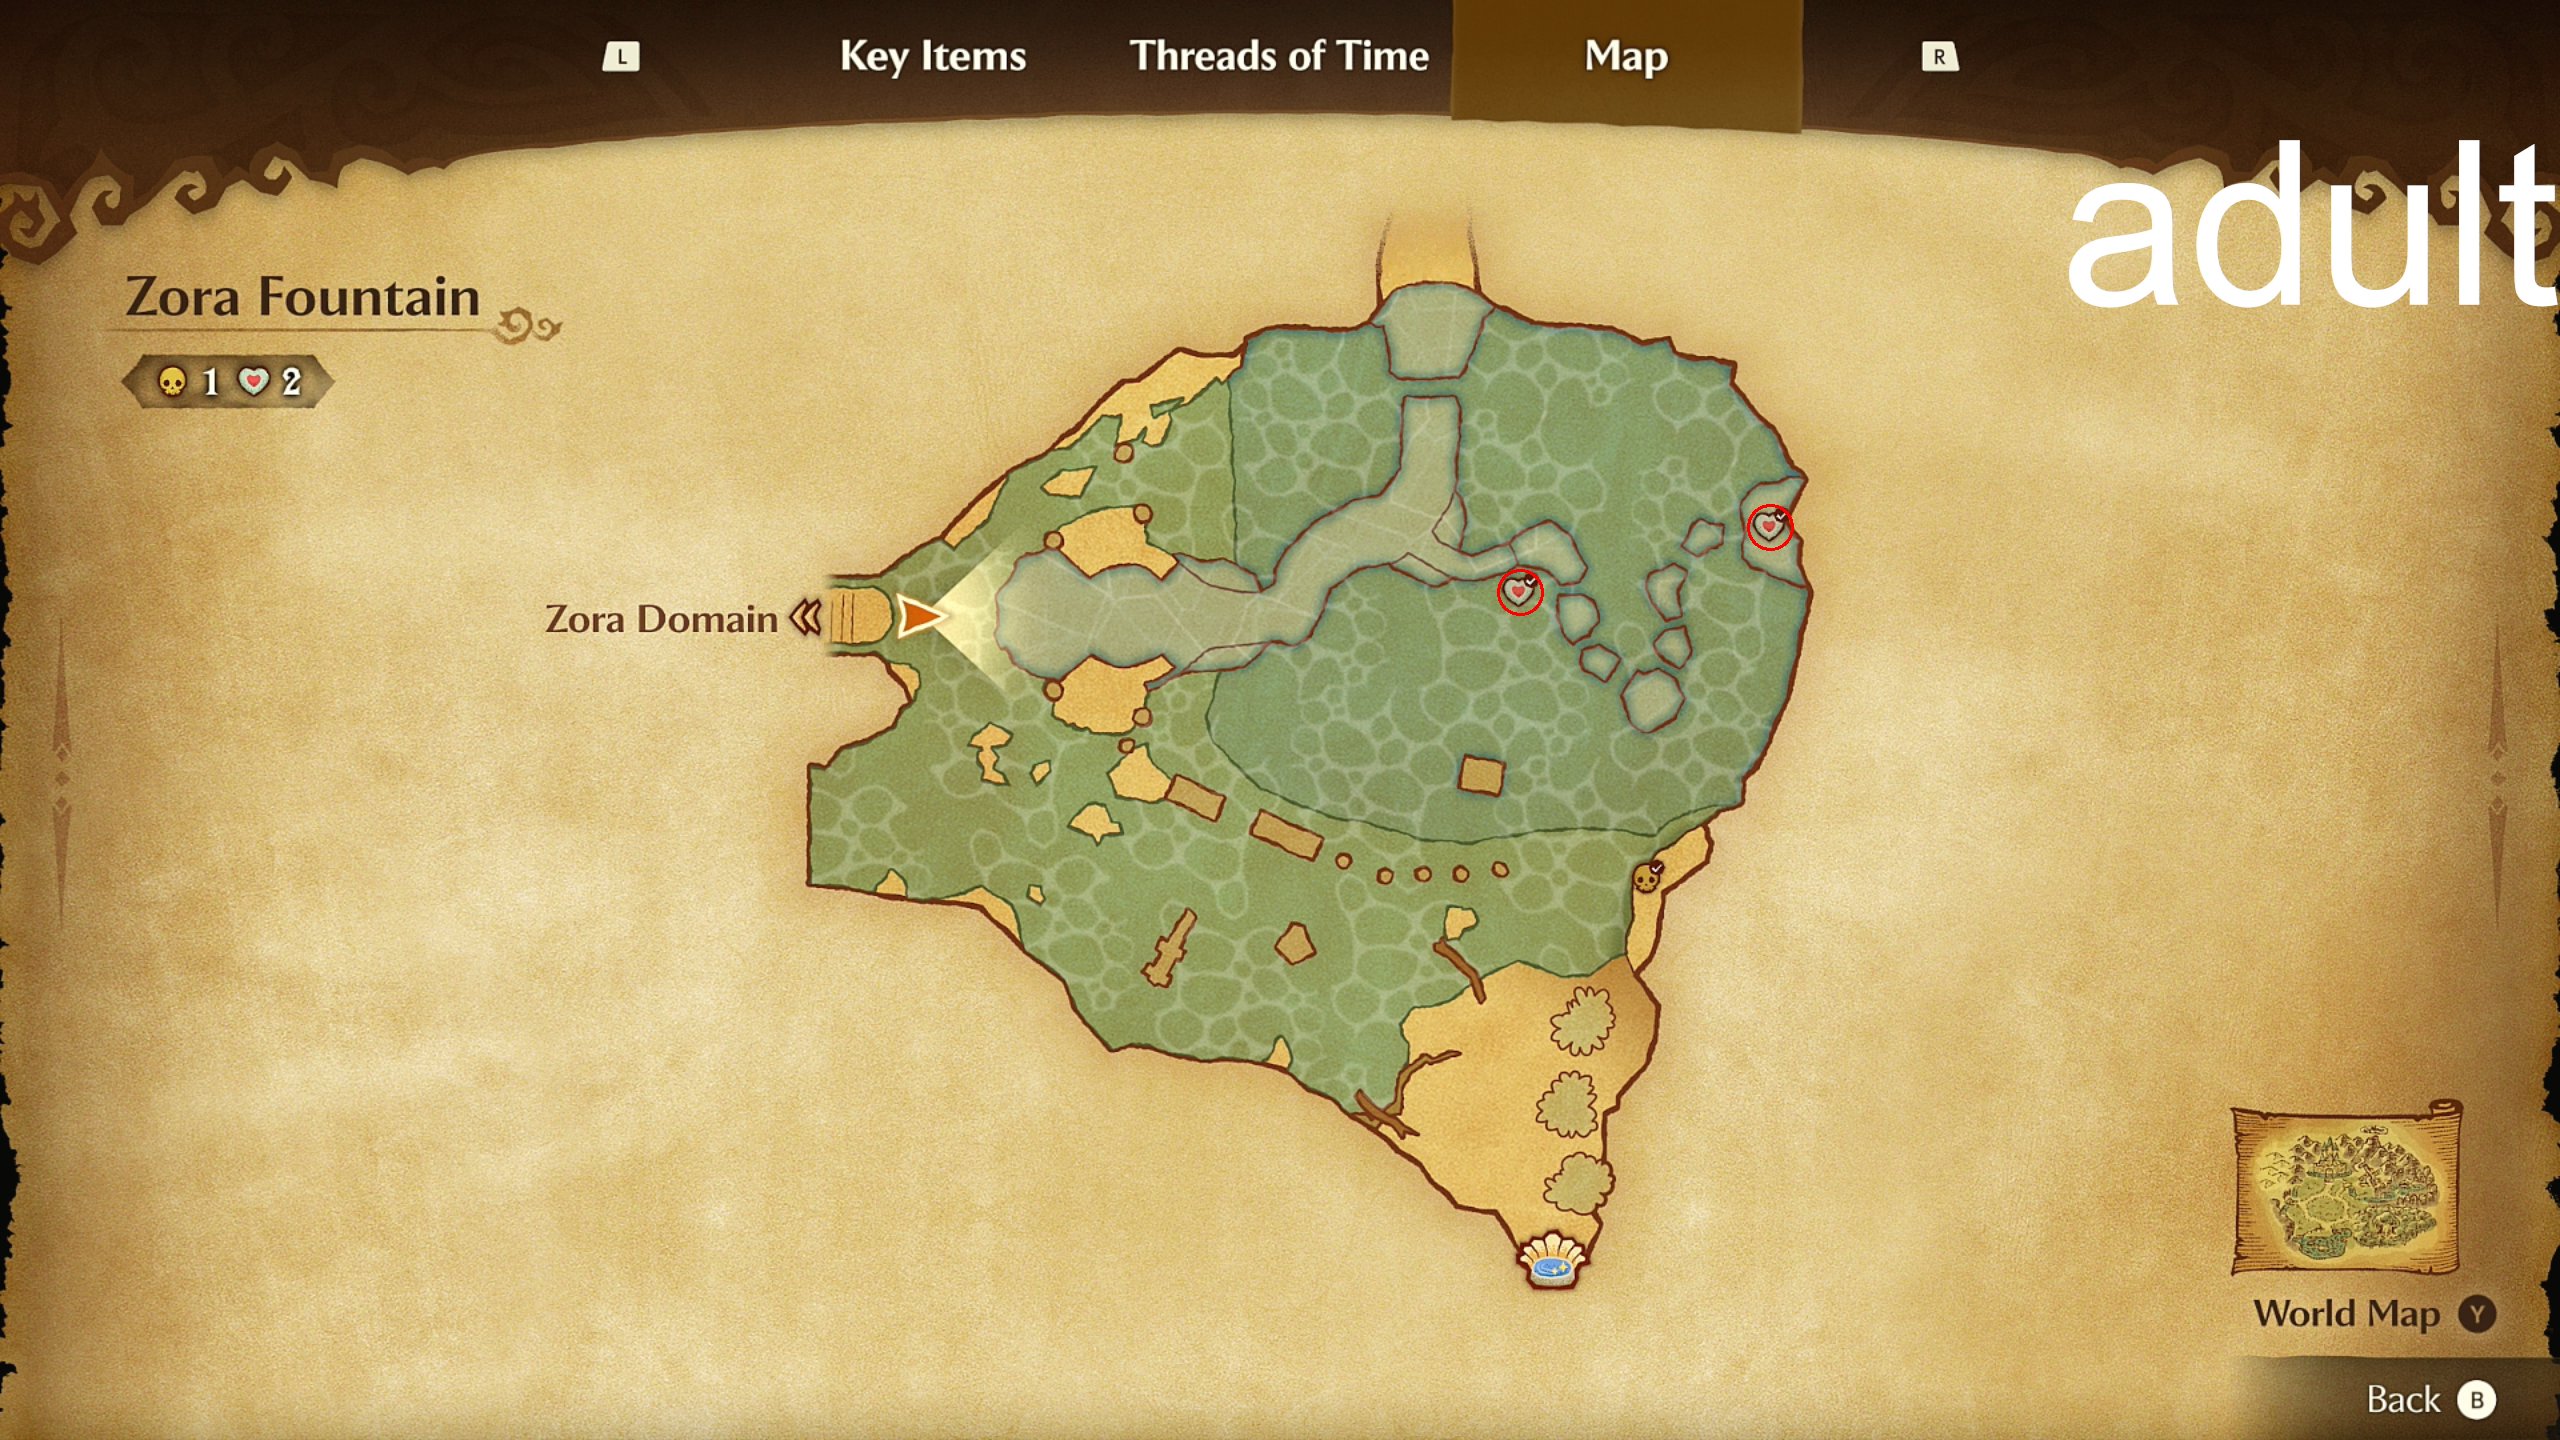 L Key Items Threads of Time Map R
adult
Zora Fountain
1 2
Zora Domain
World Map Y
Back B